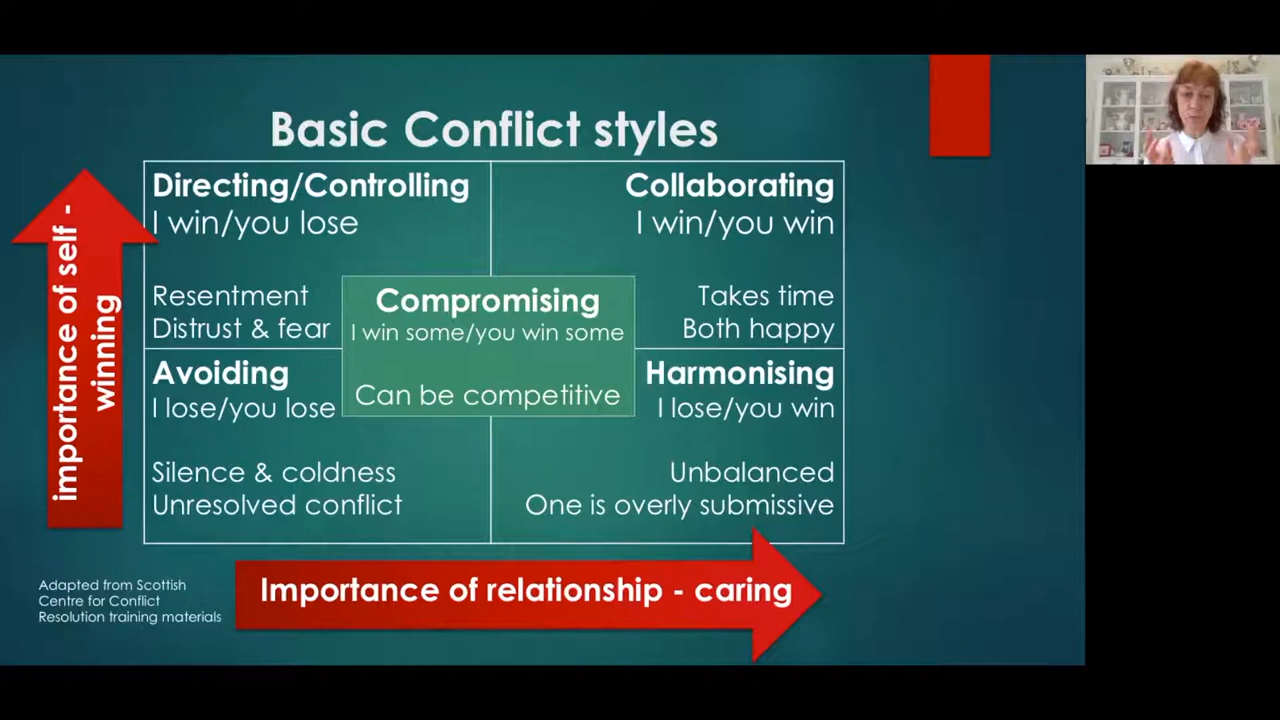 Basic Conflict styles
importance of self -
winning
Directing/Controlling
I win/you lose
Resentment
Distrust & fear
Collaborating
I win/you win
Takes time
Both happy
Compromising
I win some/you win some
Can be competitive
Avoiding
I lose/you lose
Silence & coldness
Unresolved conflict
Harmonising
I lose/you win
Unbalanced
One is overly submissive
Importance of relationship - caring
Adapted from Scottish
Centre for Conflict
Resolution training materials